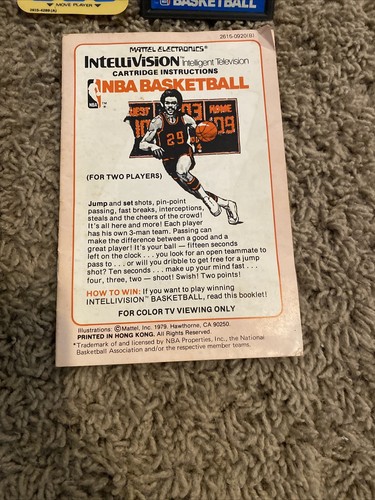 MOVE PLAYER
2615-4289 (A)
BASKETBALL
2615-0920(B)
MATTEL ELECTRONICS®
INTELLIVISION™ Intelligent Television
CARTRIDGE INSTRUCTIONS
NBA BASKETBALL
NBA
GUEST 03 HOME
09
29
(FOR TWO PLAYERS)
Jump and set shots, pin-point
passing, fast breaks, interceptions,
steals and the cheers of the crowd!
It's all here and more! Each player
has his own 3-man team. Passing can
make the difference between a good and a
great player! It's your ball — fifteen seconds
left on the clock . . . you look for an open teammate to
pass to . . . or will you dribble to get free for a jump
shot? Ten seconds . . . make up your mind fast . . .
four, three, two — shoot! Swish! Two points!
HOW TO WIN: If you want to play winning
INTELLIVISION™ BASKETBALL, read this booklet!
FOR COLOR TV VIEWING ONLY
Illustrations: ©Mattel, Inc. 1979. Hawthorne, CA 90250.
PRINTED IN HONG KONG. All Rights Reserved.
*Trademark of and licensed by NBA Properties, Inc., the National
Basketball Association and/or the respective member teams.